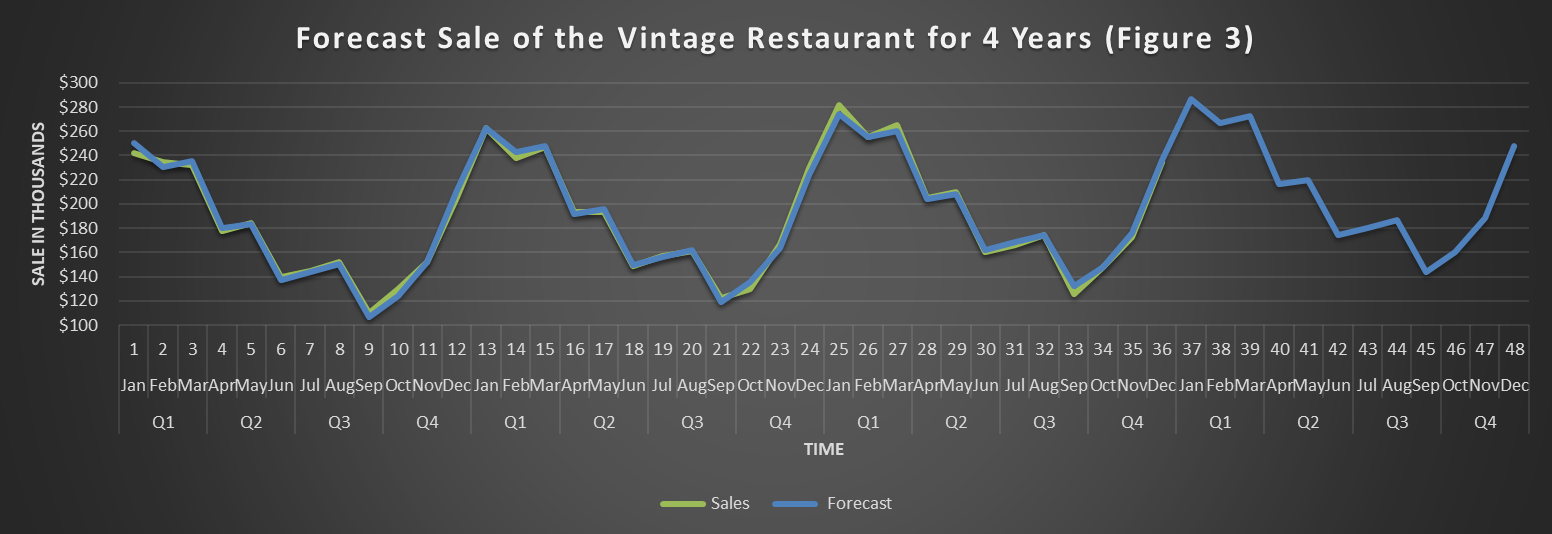 Forecast Sale of the Vintage Restaurant for 4 Years (Figure 3)
$300
$280
$260
$240
$220
$200
$180
$160
$140
$120
$100
SALE IN THOUSANDS
1 2 3 4 5 6 7 8 9 10 11 12 13 14 15 16 17 18 19 20 21 22 23 24 25 26 27 28 29 30 31 32 33 34 35 36 37 38 39 40 41 42 43 44 45 46 47 48
Jan Feb Mar Apr May Jun Jul Aug Sep Oct Nov Dec Jan Feb Mar Apr May Jun Jul Aug Sep Oct Nov Dec Jan Feb Mar Apr May Jun Jul Aug Sep Oct Nov Dec Jan Feb Mar Apr May Jun Jul Aug Sep Oct Nov Dec
Q1 Q2 Q3 Q4 Q1 Q2 Q3 Q4 Q1 Q2 Q3 Q4 Q1 Q2 Q3 Q4
TIME
Sales Forecast